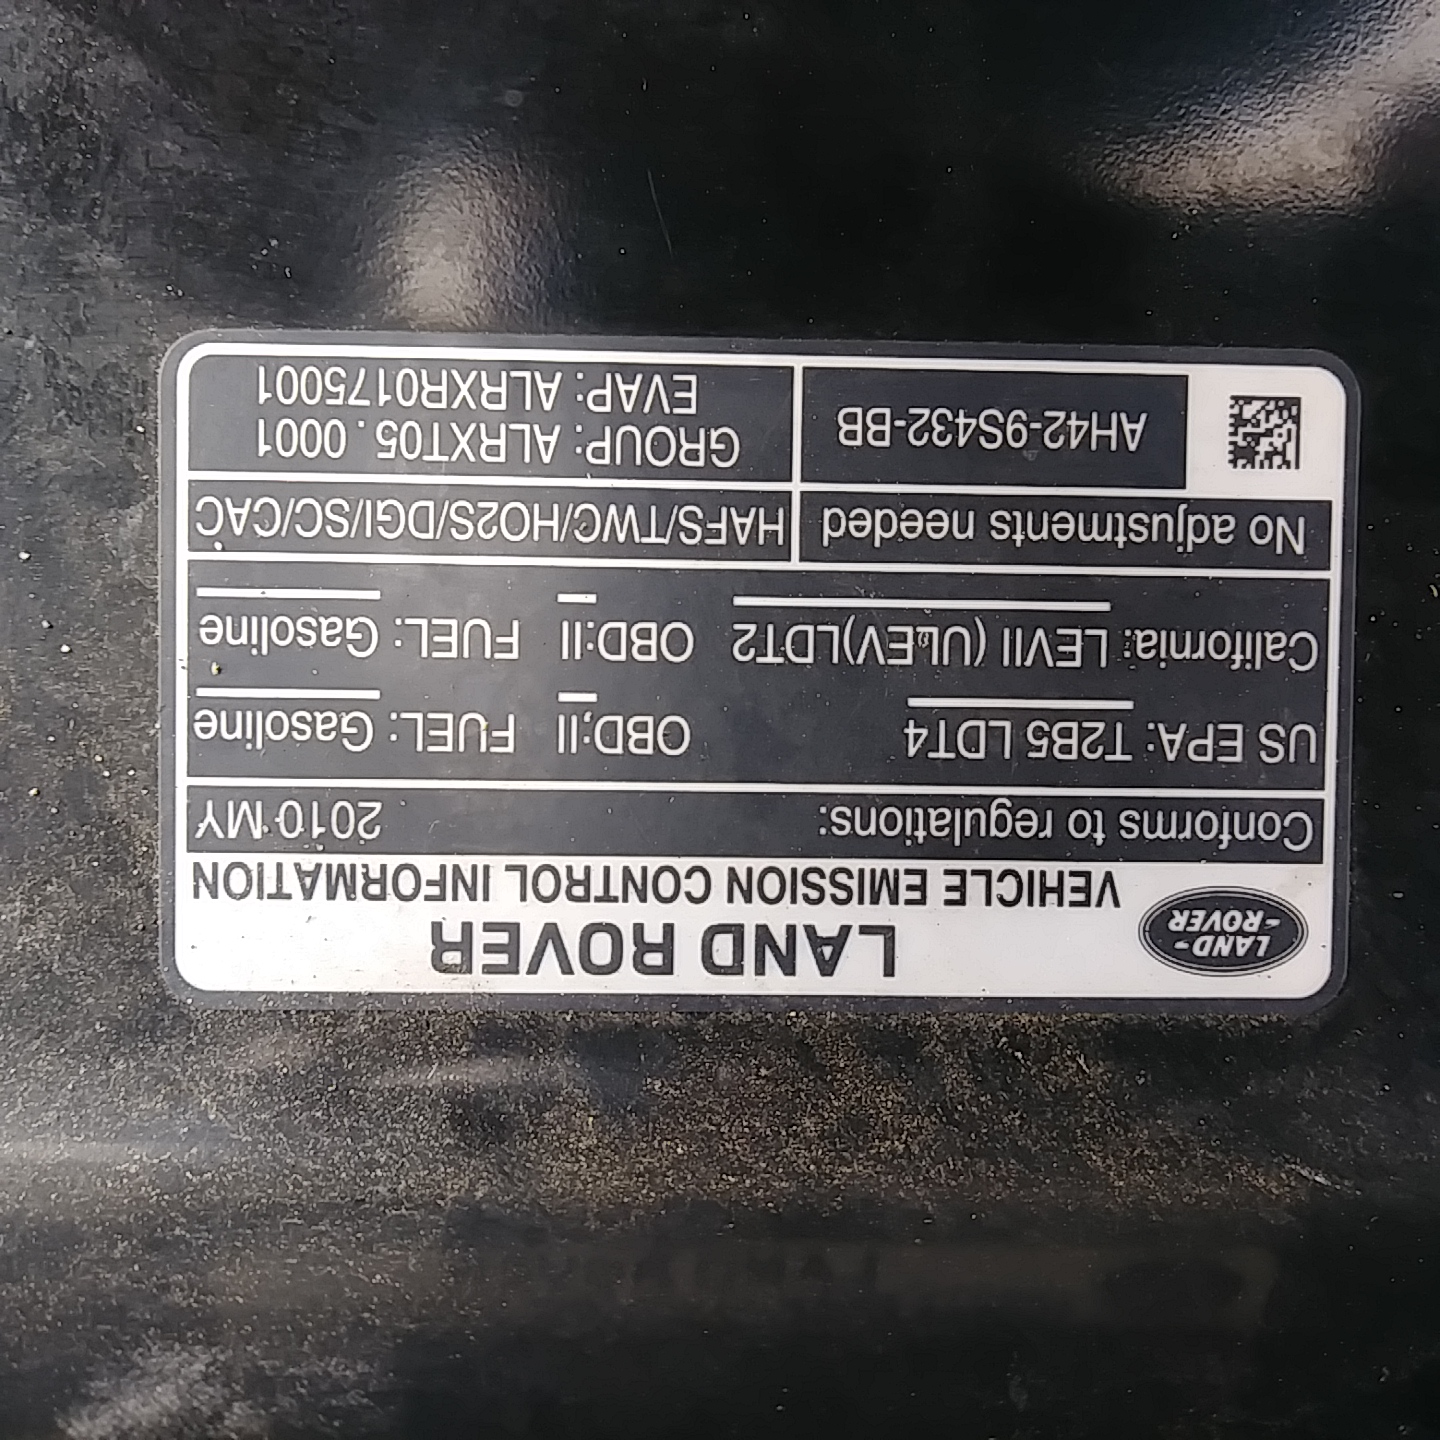 LAND-
-ROVER
LAND ROVER
VEHICLE EMISSION CONTROL INFORMATION
Conforms to regulations: 2010 MY
US EPA: T2B5 LDT4 OBD:II FUEL: Gasoline
California: LEVII (ULEV)LDT2 OBD:II FUEL: Gasoline
No adjustments needed HAFS/TWC/HO2S/DGI/SC/CAC
AH42-9S432-BB
GROUP: ALRXT05.0001
EVAP: ALRXR0175001